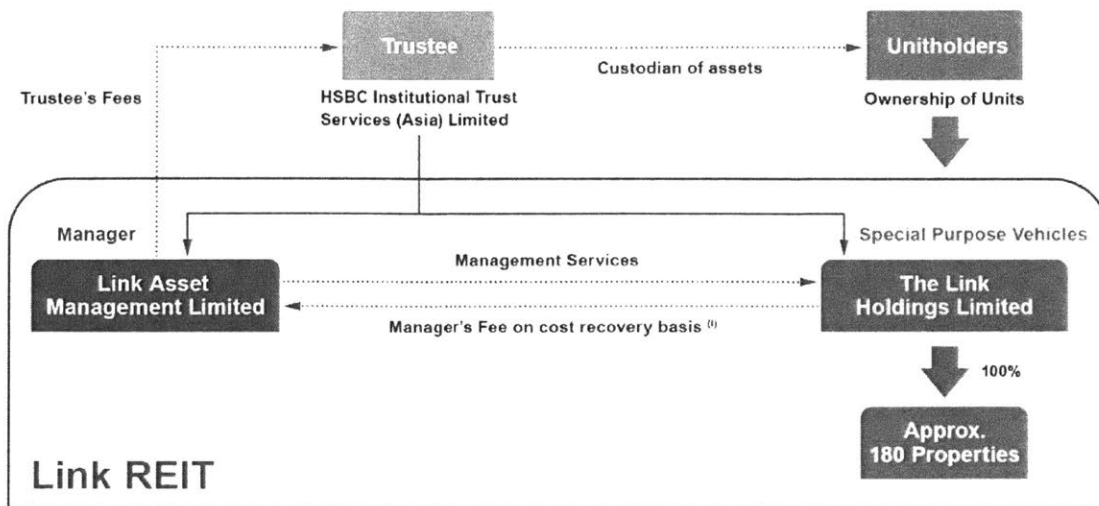 Trustee
Unitholders
Custodian of assets
Trustee's Fees
HSBC Institutional Trust
Services (Asia) Limited
Ownership of Units
Manager
Special Purpose Vehicles
Link Asset
Management Limited
Management Services
The Link
Holdings Limited
Manager's Fee on cost recovery basis (i)
100%
Approx.
180 Properties
Link REIT